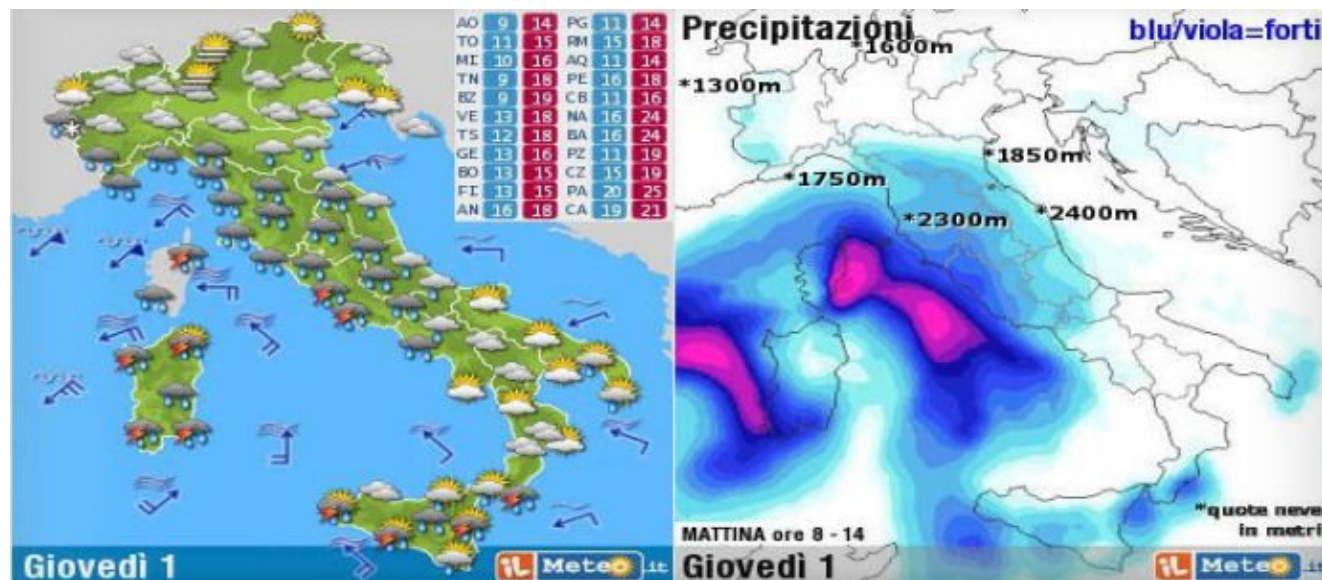 AO 9 14 PG 11 14
TO 11 15 RM 15 18
MI 10 16 AQ 11 14
TN 9 18 PE 16 18
BZ 9 19 CB 11 16
VE 13 18 NA 16 24
TS 12 18 BA 16 24
GE 13 16 PZ 11 19
BO 13 15 CZ 15 19
FI 13 15 PA 20 25
AN 16 18 CA 19 21
Giovedì 1
iL Meteo.it
Precipitazioni
blu/viola=forti
*1600m
*1300m
*1850m
*1750m
*2300m
*2400m
*quote neve
in metri
MATTINA ore 8 - 14
Giovedì 1
iL Meteo.it